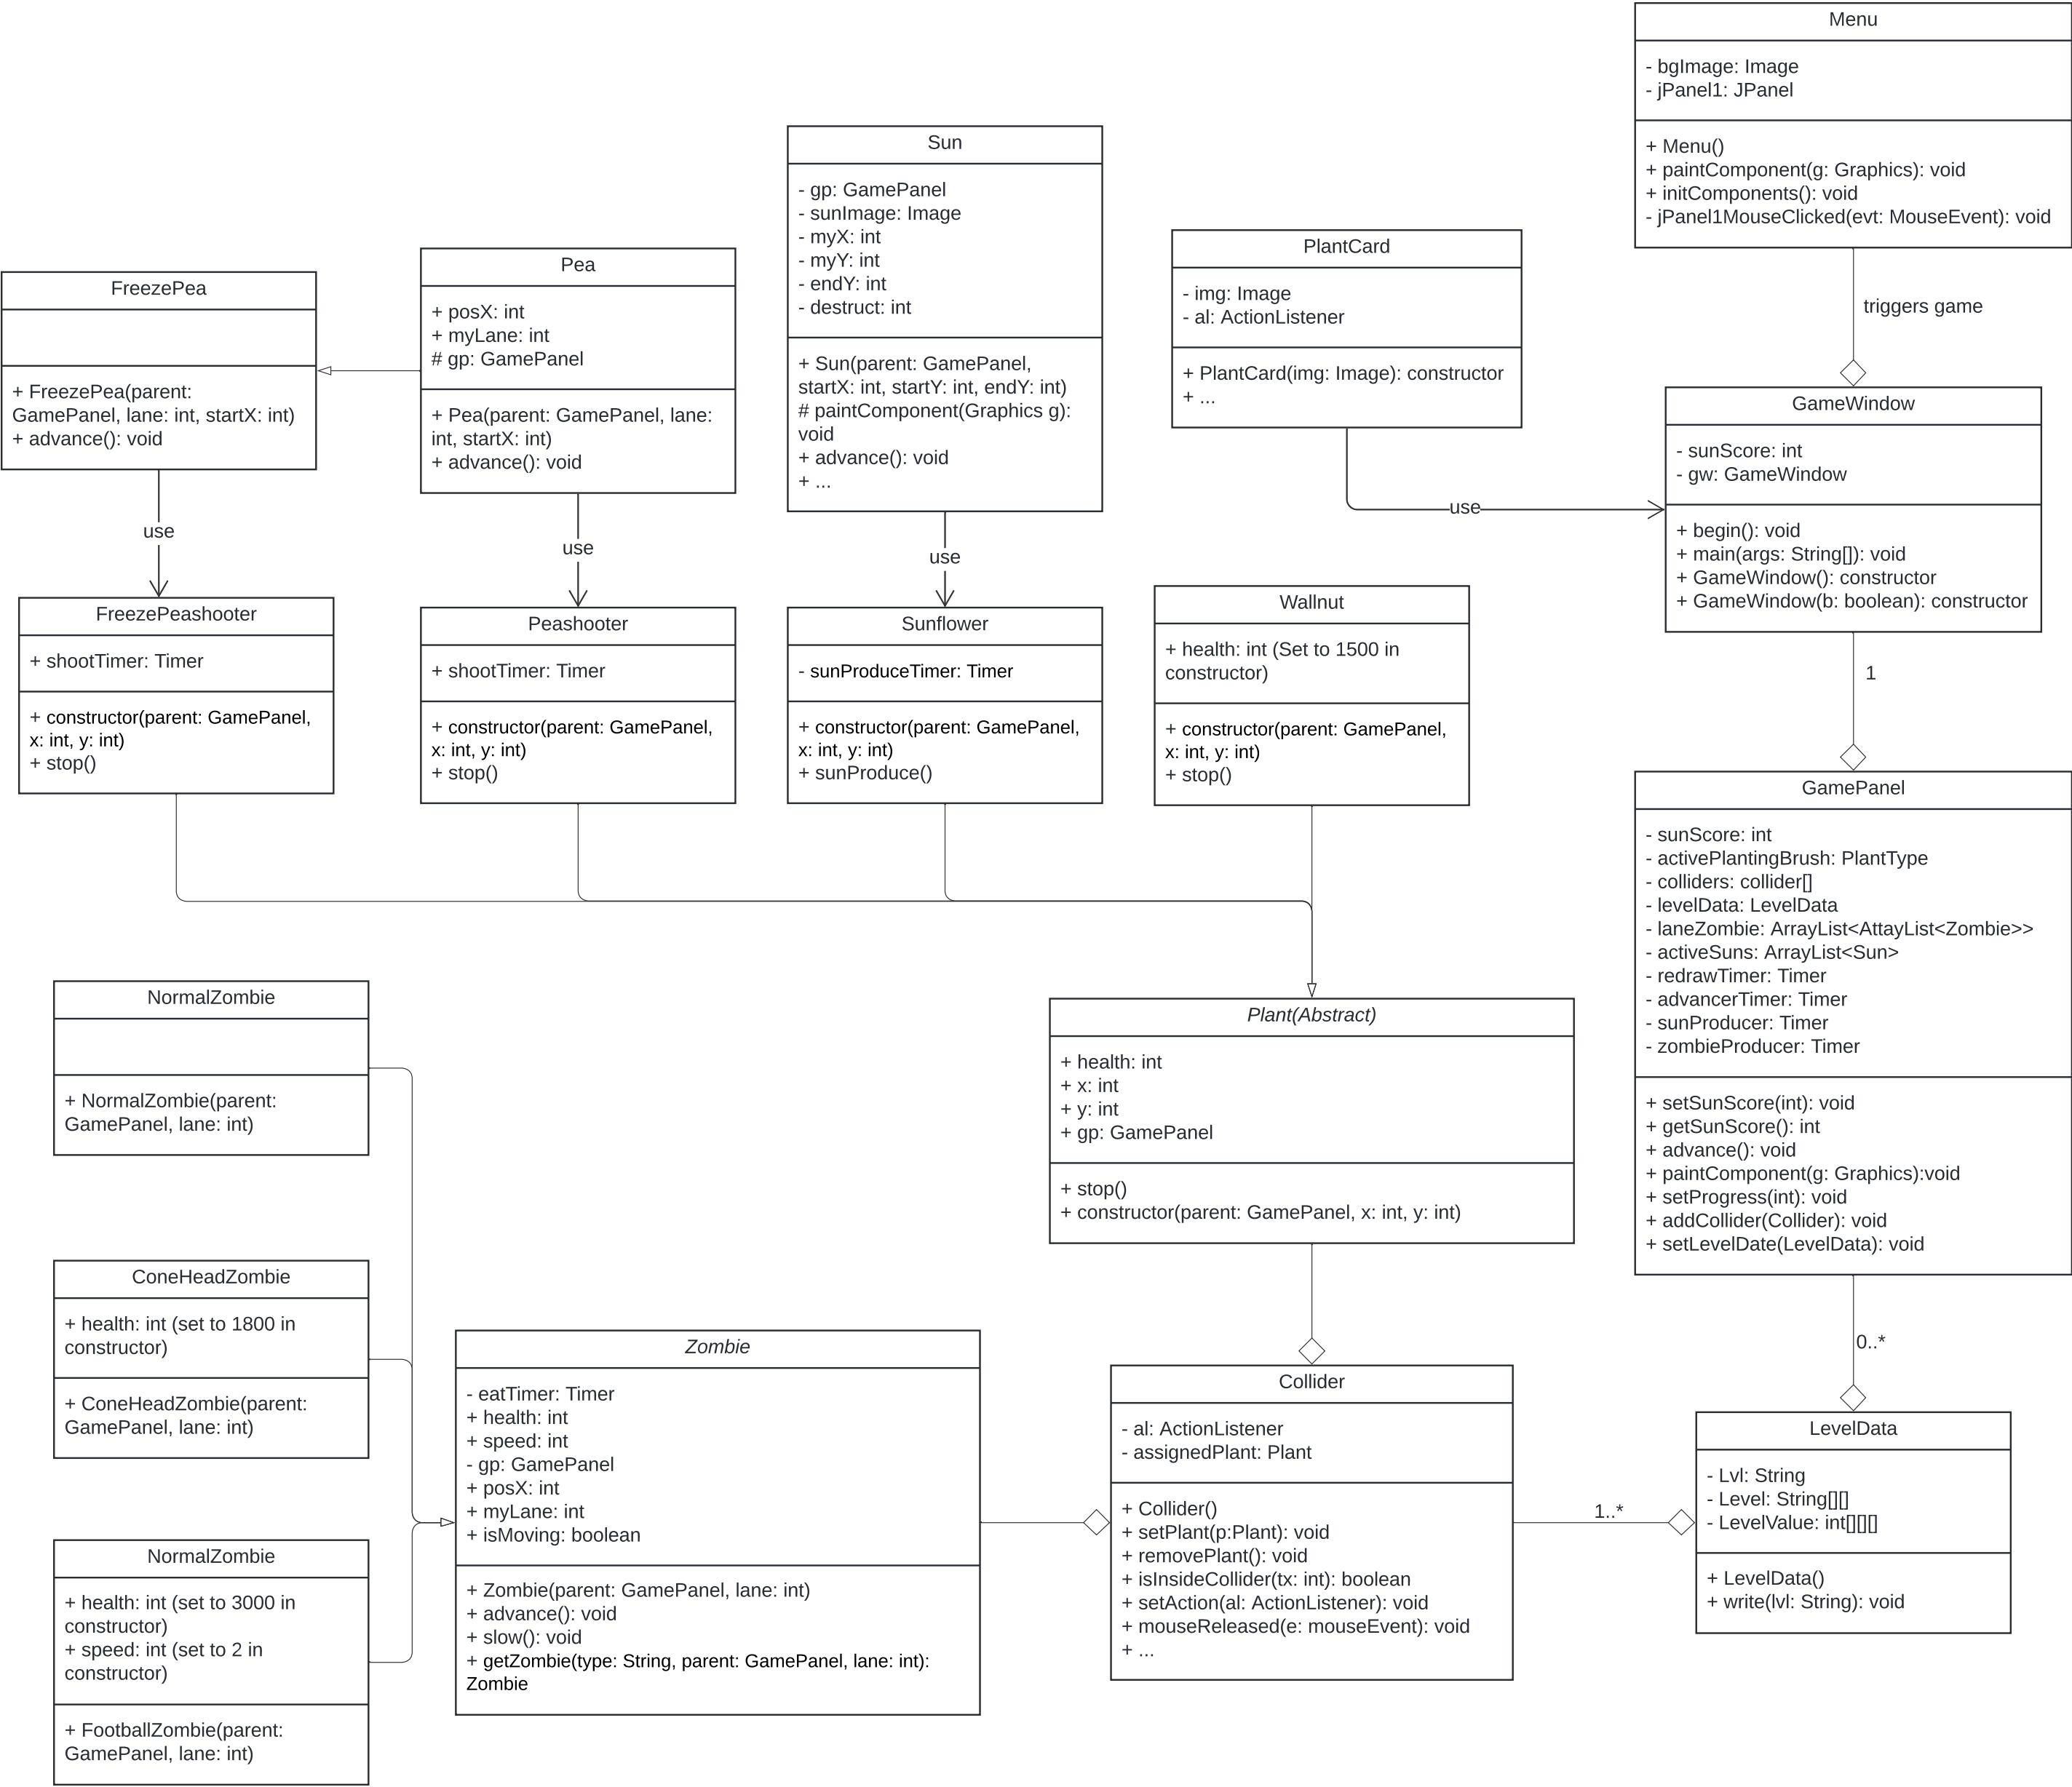 Menu
- bgImage: Image
- jPanel1: JPanel
+ Menu()
+ paintComponent(g: Graphics): void
+ initComponents(): void
- jPanel1MouseClicked(evt: MouseEvent): void
triggers game
Sun
- gp: GamePanel
- sunImage: Image
- myX: int
- myY: int
- endY: int
- destruct: int
+ Sun(parent: GamePanel,
startX: int, startY: int, endY: int)
# paintComponent(Graphics g):
void
+ advance(): void
+ ...
use
PlantCard
- img: Image
- al: ActionListener
+ PlantCard(img: Image): constructor
+ ...
use
Pea
+ posX: int
+ myLane: int
# gp: GamePanel
+ Pea(parent: GamePanel, lane:
int, startX: int)
+ advance(): void
use
FreezePea
+ FreezePea(parent:
GamePanel, lane: int, startX: int)
+ advance(): void
use
GameWindow
- sunScore: int
- gw: GameWindow
+ begin(): void
+ main(args: String[]): void
+ GameWindow(): constructor
+ GameWindow(b: boolean): constructor
1
FreezePeashooter
+ shootTimer: Timer
+ constructor(parent: GamePanel,
x: int, y: int)
+ stop()
Peashooter
+ shootTimer: Timer
+ constructor(parent: GamePanel,
x: int, y: int)
+ stop()
Sunflower
- sunProduceTimer: Timer
+ constructor(parent: GamePanel,
x: int, y: int)
+ sunProduce()
Wallnut
+ health: int (Set to 1500 in
constructor)
+ constructor(parent: GamePanel,
x: int, y: int)
+ stop()
GamePanel
- sunScore: int
- activePlantingBrush: PlantType
- colliders: collider[]
- levelData: LevelData
- laneZombie: ArrayList<AttayList<Zombie>>
- activeSuns: ArrayList<Sun>
- redrawTimer: Timer
- advancerTimer: Timer
- sunProducer: Timer
- zombieProducer: Timer
+ setSunScore(int): void
+ getSunScore(): int
+ advance(): void
+ paintComponent(g: Graphics):void
+ setProgress(int): void
+ addCollider(Collider): void
+ setLevelDate(LevelData): void
0..*
NormalZombie
+ NormalZombie(parent:
GamePanel, lane: int)
Plant(Abstract)
+ health: int
+ x: int
+ y: int
+ gp: GamePanel
+ stop()
+ constructor(parent: GamePanel, x: int, y: int)
ConeHeadZombie
+ health: int (set to 1800 in
constructor)
+ ConeHeadZombie(parent:
GamePanel, lane: int)
Zombie
- eatTimer: Timer
+ health: int
+ speed: int
- gp: GamePanel
+ posX: int
+ myLane: int
+ isMoving: boolean
+ Zombie(parent: GamePanel, lane: int)
+ advance(): void
+ slow(): void
+ getZombie(type: String, parent: GamePanel, lane: int):
Zombie
Collider
- al: ActionListener
- assignedPlant: Plant
+ Collider()
+ setPlant(p:Plant): void
+ removePlant(): void
+ isInsideCollider(tx: int): boolean
+ setAction(al: ActionListener): void
+ mouseReleased(e: mouseEvent): void
+ ...
1..*
LevelData
- Lvl: String
- Level: String[][]
- LevelValue: int[][][]
+ LevelData()
+ write(lvl: String): void
NormalZombie
+ health: int (set to 3000 in
constructor)
+ speed: int (set to 2 in
constructor)
+ FootballZombie(parent:
GamePanel, lane: int)